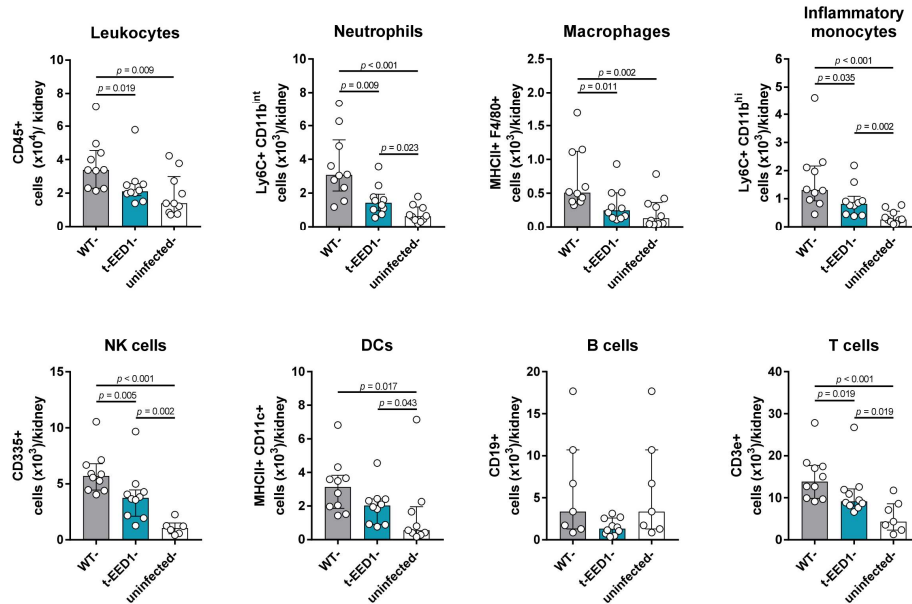 Leukocytes
CD45+
cells (x10⁴)/ kidney
10
8
6
4
2
0
p = 0.009
p = 0.019
WT-
t-EED1-
uninfected-
Neutrophils
Ly6C+ CD11bⁱⁿᵗ
cells (x10³)/kidney
10
8
6
4
2
0
p < 0.001
p = 0.009
p = 0.023
WT-
t-EED1-
uninfected-
Macrophages
MHCII+ F4/80+
cells (x10³)/kidney
2.5
2.0
1.5
1.0
0.5
0.0
p = 0.002
p = 0.011
WT-
t-EED1-
uninfected-
Inflammatory
monocytes
Ly6C+ CD11bʰⁱ
cells (x10³)/kidney
6
5
4
3
2
1
0
p < 0.001
p = 0.035
p = 0.002
WT-
t-EED1-
uninfected-
NK cells
CD335+
cells (x10³)/kidney
15
10
5
0
p < 0.001
p = 0.005
p = 0.002
WT-
t-EED1-
uninfected-
DCs
MHCII+ CD11c+
cells (x10³)/kidney
10
8
6
4
2
0
p = 0.017
p = 0.043
WT-
t-EED1-
uninfected-
B cells
CD19+
cells (x10³)/kidney
20
15
10
5
0
WT-
t-EED1-
uninfected-
T cells
CD3e+
cells (x10³)/kidney
40
30
20
10
0
p < 0.001
p = 0.019
p = 0.019
WT-
t-EED1-
uninfected-